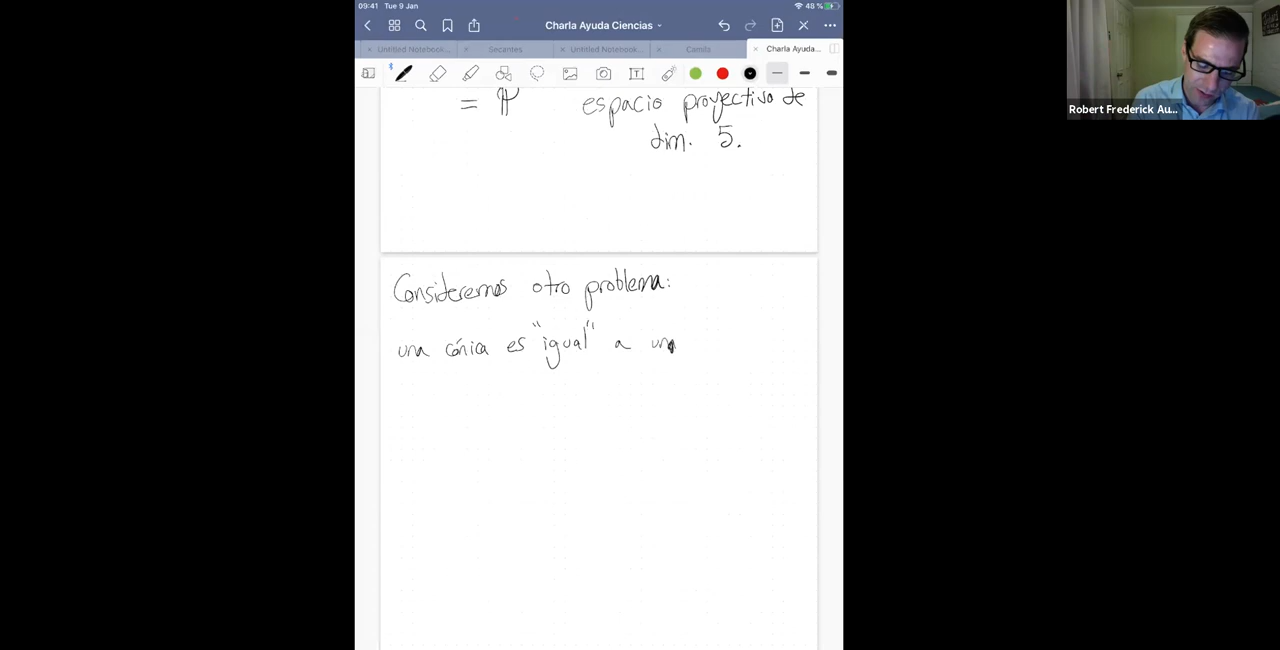 09:41 Tue 9 Jan
48 %
Charla Ayuda Ciencias
Untitled Notebook...
Secantes
Untitled Notebook...
Camila
Charla Ayuda...
= ℙ espacio proyectivo de
dim. 5.
Consideremos otro problema:
una cónica es "igual" a una
Robert Frederick Au...